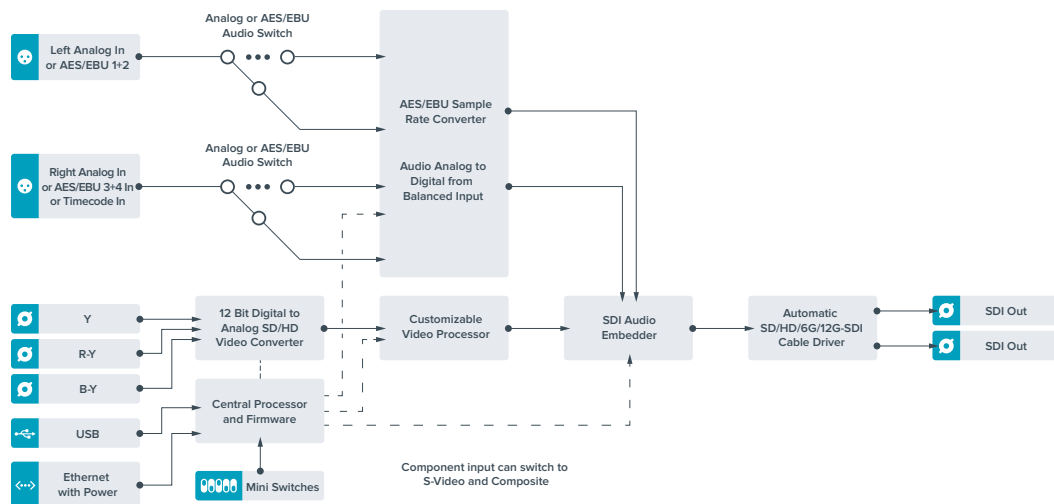 Analog or AES/EBU
Audio Switch
Left Analog In
or AES/EBU 1+2
AES/EBU Sample
Rate Converter
Analog or AES/EBU
Audio Switch
Right Analog In
or AES/EBU 3+4 In
or Timecode In
Audio Analog to
Digital from
Balanced Input
Y
R-Y
B-Y
12 Bit Digital to
Analog SD/HD
Video Converter
Customizable
Video Processor
SDI Audio
Embedder
Automatic
SD/HD/6G/12G-SDI
Cable Driver
SDI Out
SDI Out
USB
Ethernet
with Power
Central Processor
and Firmware
Mini Switches
Component input can switch to
S-Video and Composite